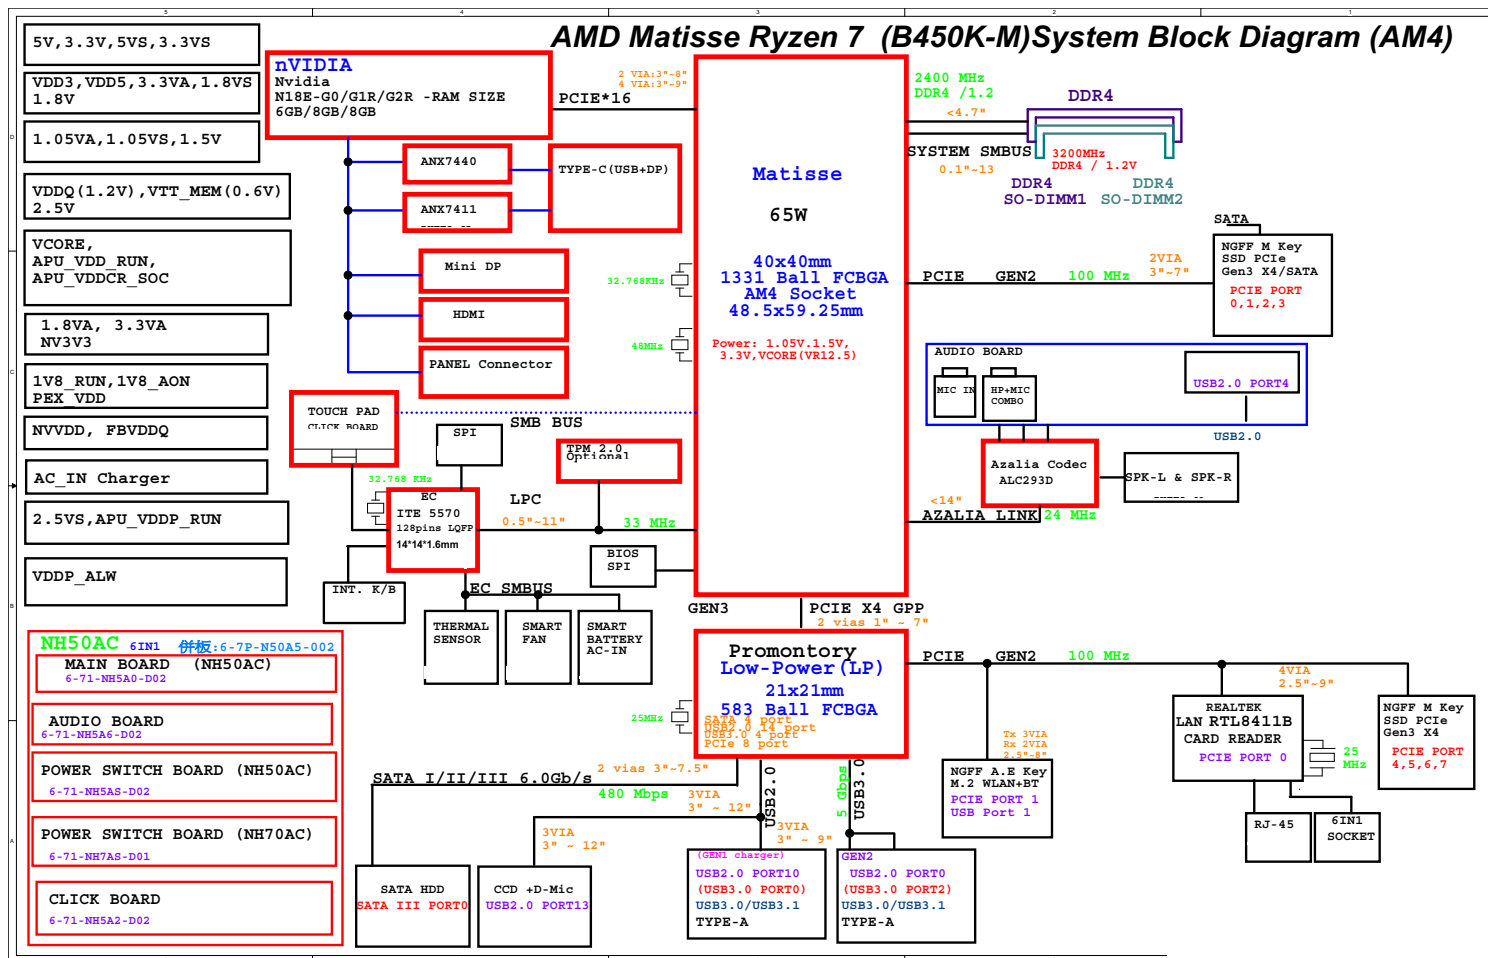 AMD Matisse Ryzen 7 (B450K-M)System Block Diagram (AM4)
5V,3.3V,5VS,3.3VS
VDD3,VDD5,3.3VA,1.8VS
1.8V
1.05VA,1.05VS,1.5V
VDDQ(1.2V),VTT_MEM(0.6V)
2.5V
VCORE,
APU_VDD_RUN,
APU_VDDCR_SOC
1.8VA, 3.3VA
NV3V3
1V8_RUN,1V8_AON
PEX_VDD
NVVDD, FBVDDQ
AC_IN Charger
2.5VS,APU_VDDP_RUN
VDDP_ALW
NH50AC 6IN1 併板:6-7P-N50A5-002
MAIN BOARD (NH50AC)
6-71-NH5A0-D02
AUDIO BOARD
6-71-NH5A6-D02
POWER SWITCH BOARD (NH50AC)
6-71-NH5AS-D02
POWER SWITCH BOARD (NH70AC)
6-71-NH7AS-D01
CLICK BOARD
6-71-NH5A2-D02
nVIDIA
Nvidia
N18E-G0/G1R/G2R -RAM SIZE
6GB/8GB/8GB
2 VIA:3"-8"
4 VIA:3"-9"
PCIE*16
ANX7440
ANX7411
TYPE-C(USB+DP)
Mini DP
HDMI
PANEL Connector
32.768KHz
48MHz
TOUCH PAD
CLICK BOARD
SMB BUS
SPI
TPM 2.0
Optional
32.768 KHz
EC
ITE 5570
128pins LQFP
14*14*1.6mm
LPC
0.5"~11"
33 MHz
BIOS
SPI
INT. K/B
EC SMBUS
THERMAL
SENSOR
SMART
FAN
SMART
BATTERY
AC-IN
Matisse
65W
40x40mm
1331 Ball FCBGA
AM4 Socket
48.5x59.25mm
Power: 1.05V.1.5V,
3.3V,VCORE(VR12.5)
2400 MHz
DDR4 /1.2
<4.7"
DDR4
SYSTEM SMBUS
0.1"~13
3200MHz
DDR4 / 1.2V
DDR4
SO-DIMM1
DDR4
SO-DIMM2
SATA
PCIE GEN2 100 MHz
2VIA
3"~7"
NGFF M Key
SSD PCIe
Gen3 X4/SATA
PCIE PORT
0,1,2,3
AUDIO BOARD
MIC IN
HP+MIC
COMBO
USB2.0 PORT4
USB2.0
Azalia Codec
ALC293D
SPK-L & SPK-R
<14"
AZALIA LINK 24 MHz
GEN3
PCIE X4 GPP
2 vias 1" ~ 7"
Promontory
Low-Power(LP)
21x21mm
583 Ball FCBGA
SATA 4 port
USB2.0 14 port
USB3.0 4 port
PCIe 8 port
25MHz
PCIE GEN2 100 MHz
4VIA
2.5"-9"
Tx 3VIA
Rx 2VIA
2.5"-8"
NGFF A.E Key
M.2 WLAN+BT
PCIE PORT 1
USB Port 1
REALTEK
LAN RTL8411B
CARD READER
PCIE PORT 0
25
MHz
RJ-45
6IN1
SOCKET
NGFF M Key
SSD PCIe
Gen3 X4
PCIE PORT
4,5,6,7
SATA I/II/III 6.0Gb/s
2 vias 3"~7.5"
480 Mbps
3VIA
3" ~ 12"
3VIA
3" ~ 12"
USB2.0
3VIA
3" ~ 9"
5 Gbps
USB3.0
SATA HDD
SATA III PORT0
CCD +D-Mic
USB2.0 PORT13
(GEN1 charger)
USB2.0 PORT10
(USB3.0 PORT0)
USB3.0/USB3.1
TYPE-A
GEN2
USB2.0 PORT0
(USB3.0 PORT2)
USB3.0/USB3.1
TYPE-A